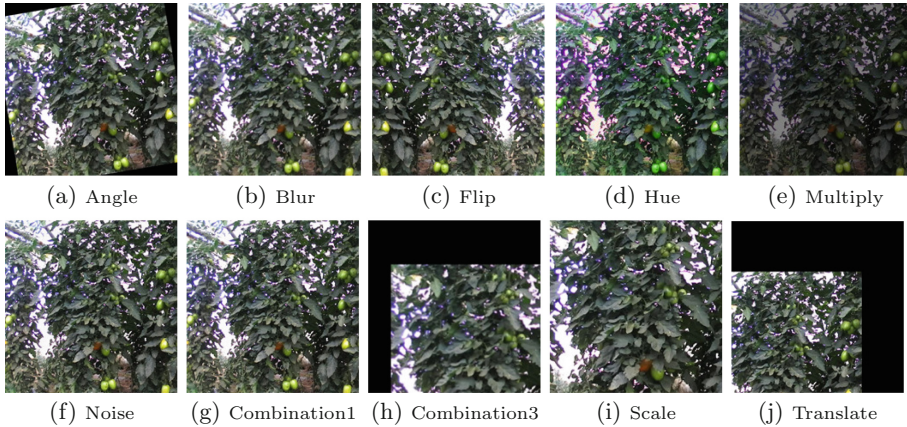 (a) Angle
(b) Blur
(c) Flip
(d) Hue
(e) Multiply
(f) Noise
(g) Combination1
(h) Combination3
(i) Scale
(j) Translate